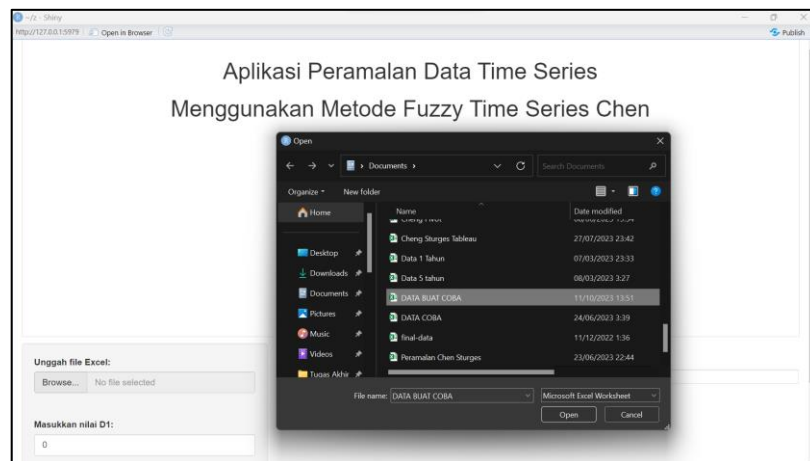 ~/z - Shiny
http://127.0.0.1:5979 Open in Browser Publish
Aplikasi Peramalan Data Time Series
Menggunakan Metode Fuzzy Time Series Chen
Open
Documents
Search Documents
Organize New folder
Home
Desktop
Downloads
Documents
Pictures
Music
Videos
Tugas Akhir
Name Date modified
Cheng Sturges Tableau 27/07/2023 23:42
Data 1 Tahun 07/03/2023 23:33
Data 5 tahun 08/03/2023 3:27
DATA BUAT COBA 11/10/2023 13:51
DATA COBA 24/06/2023 3:39
final-data 11/12/2022 1:36
Peramalan Chen Sturges 23/06/2023 22:44
File name: DATA BUAT COBA Microsoft Excel Worksheet
Open Cancel
Unggah file Excel:
Browse... No file selected
Masukkan nilai D1:
0